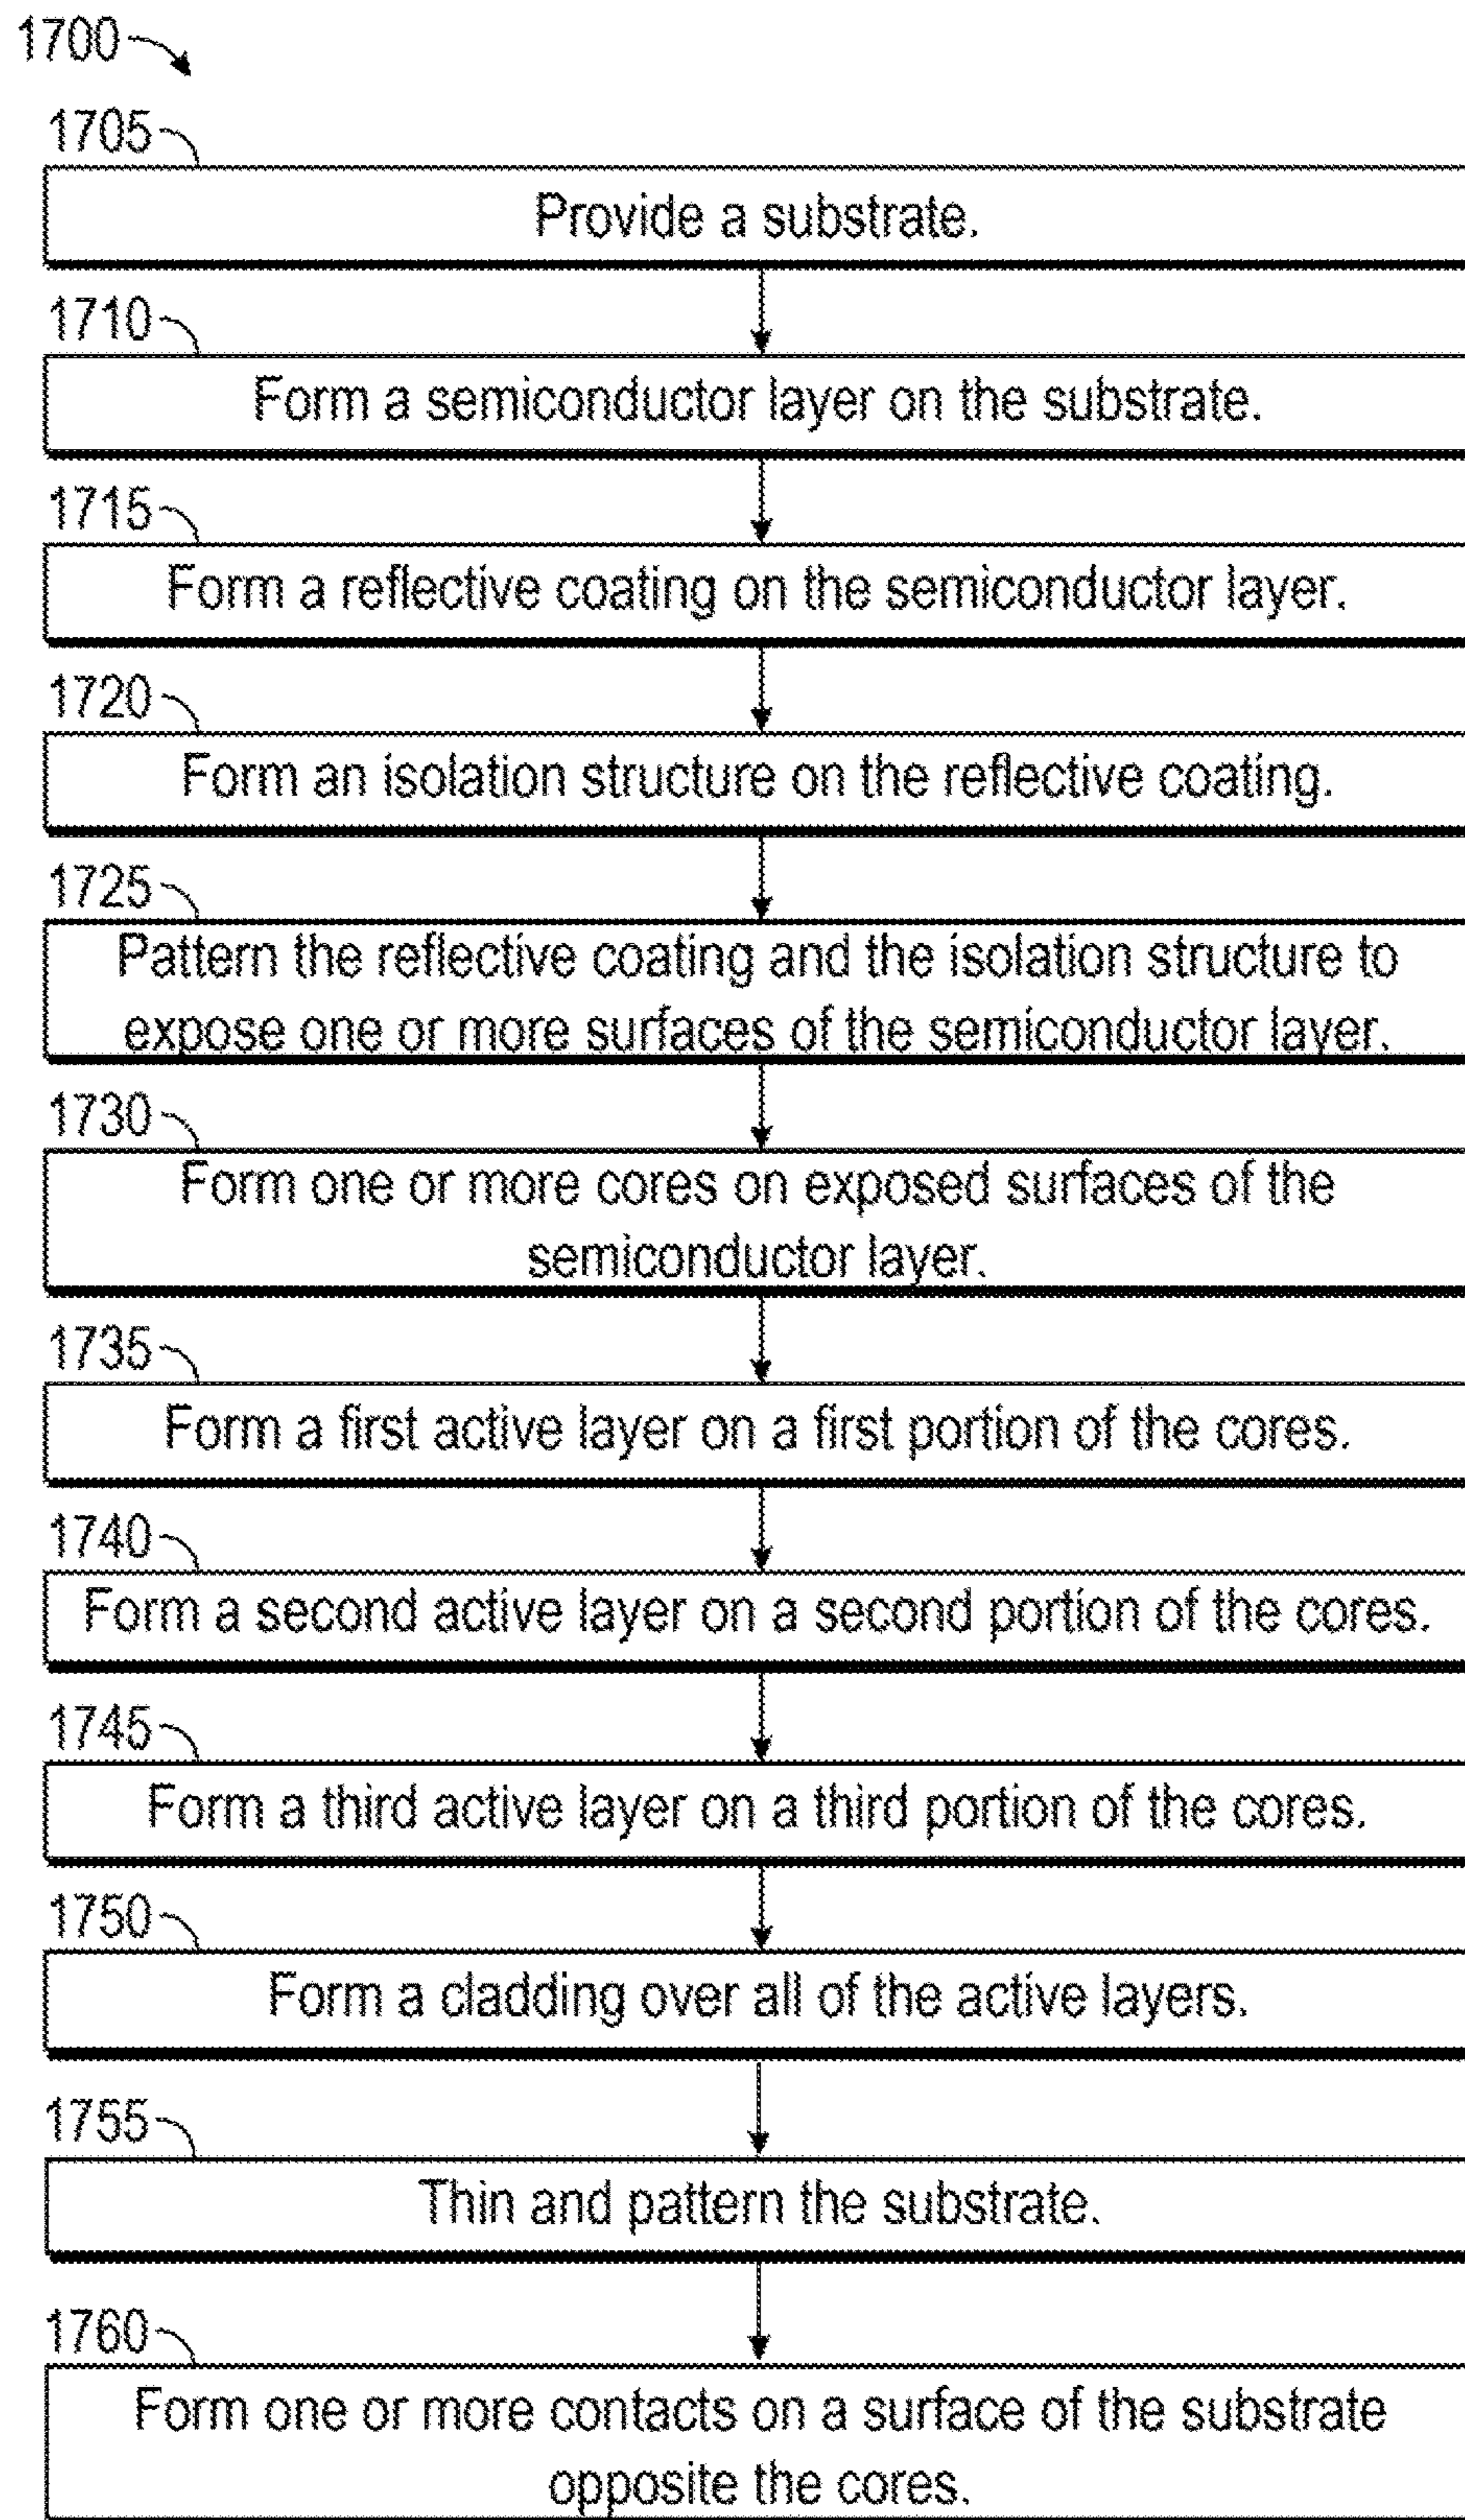 1700
1705
Provide a substrate.
1710
Form a semiconductor layer on the substrate.
1715
Form a reflective coating on the semiconductor layer.
1720
Form an isolation structure on the reflective coating.
1725
Pattern the reflective coating and the isolation structure to
expose one or more surfaces of the semiconductor layer.
1730
Form one or more cores on exposed surfaces of the
semiconductor layer.
1735
Form a first active layer on a first portion of the cores.
1740
Form a second active layer on a second portion of the cores.
1745
Form a third active layer on a third portion of the cores.
1750
Form a cladding over all of the active layers.
1755
Thin and pattern the substrate.
1760
Form one or more contacts on a surface of the substrate
opposite the cores.